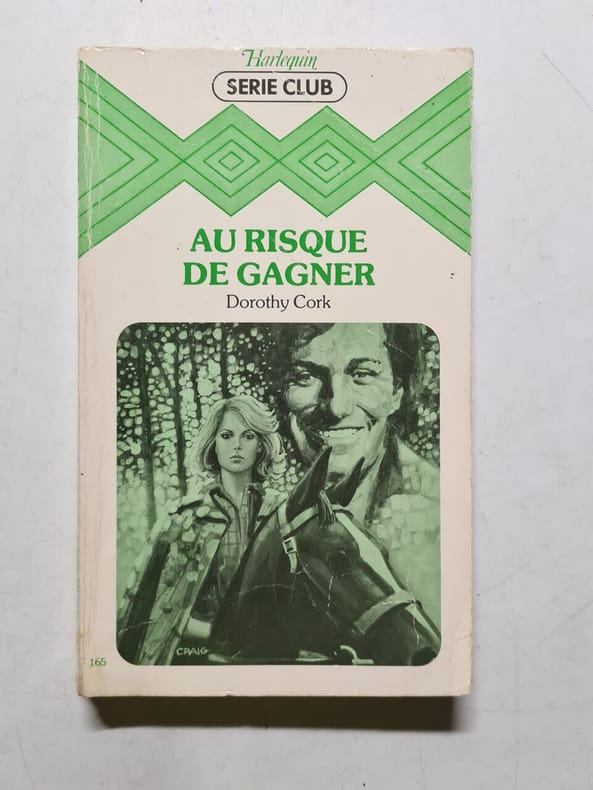 Harlequin
SERIE CLUB
AU RISQUE
DE GAGNER
Dorothy Cork
CRAIG
165